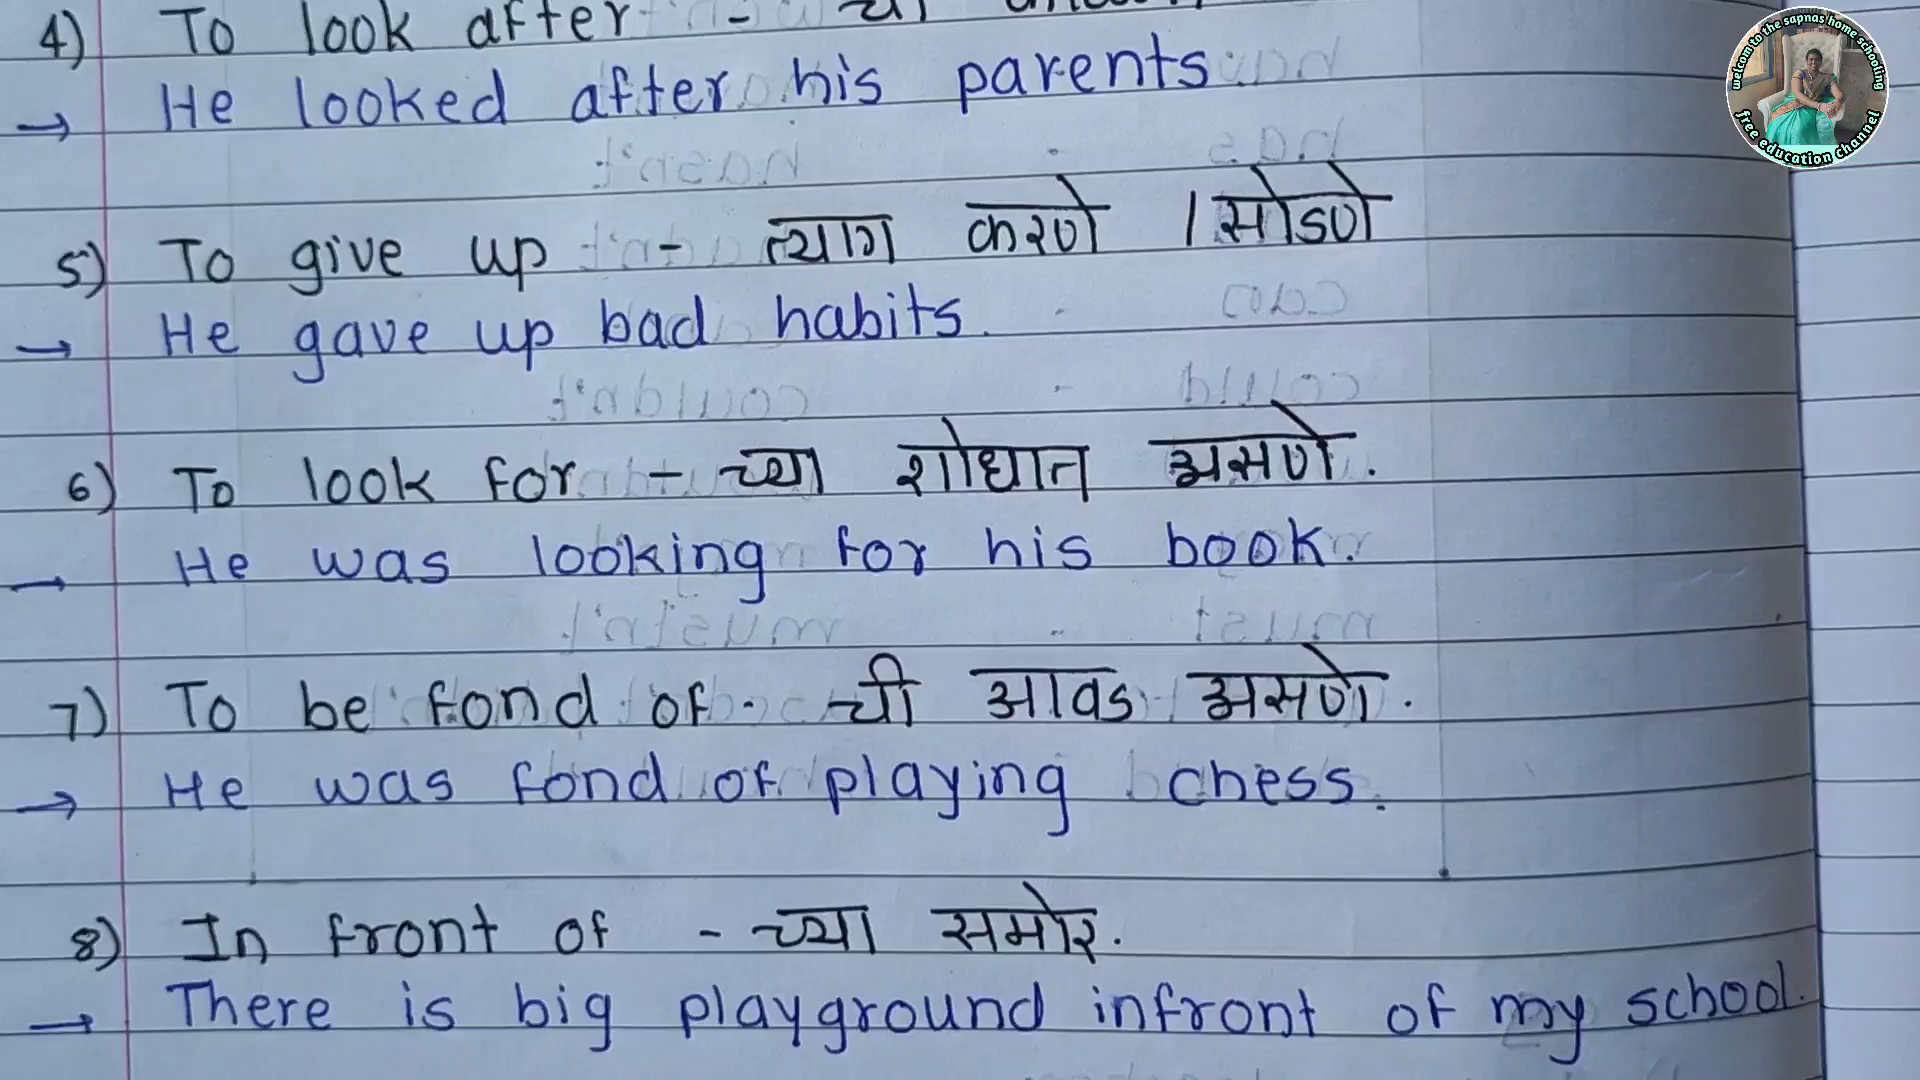 4) To look after - ची
→ He looked after his parents
5) To give up - त्याग करणे / सोडणे
→ He gave up bad habits.
6) To look for - च्या शोधात असणे.
→ He was looking for his book.
7) To be fond of - ची आवड असणे.
→ He was fond of playing chess.
8) In front of - च्या समोर.
→ There is big playground infront of my school.
welcom to the sapnas home schooling
free education channel